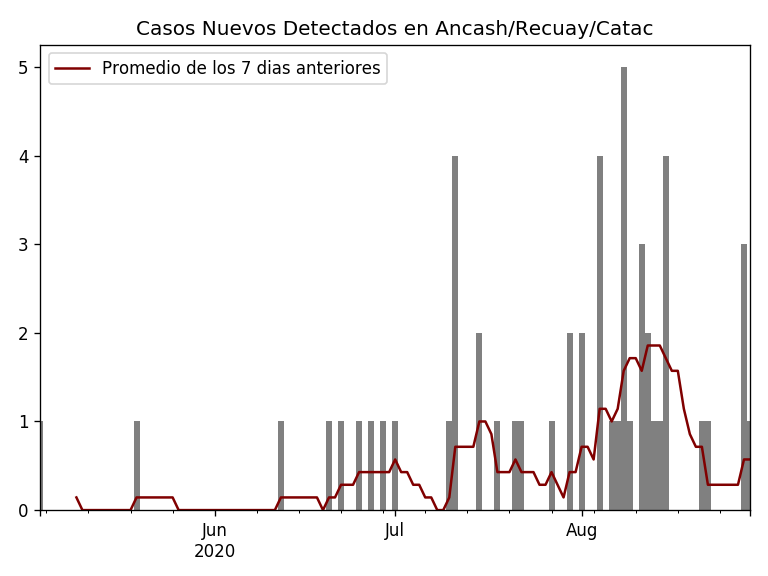 Casos Nuevos Detectados en Ancash/Recuay/Catac
Promedio de los 7 dias anteriores
5
4
3
2
1
0
Jun
2020
Jul
Aug